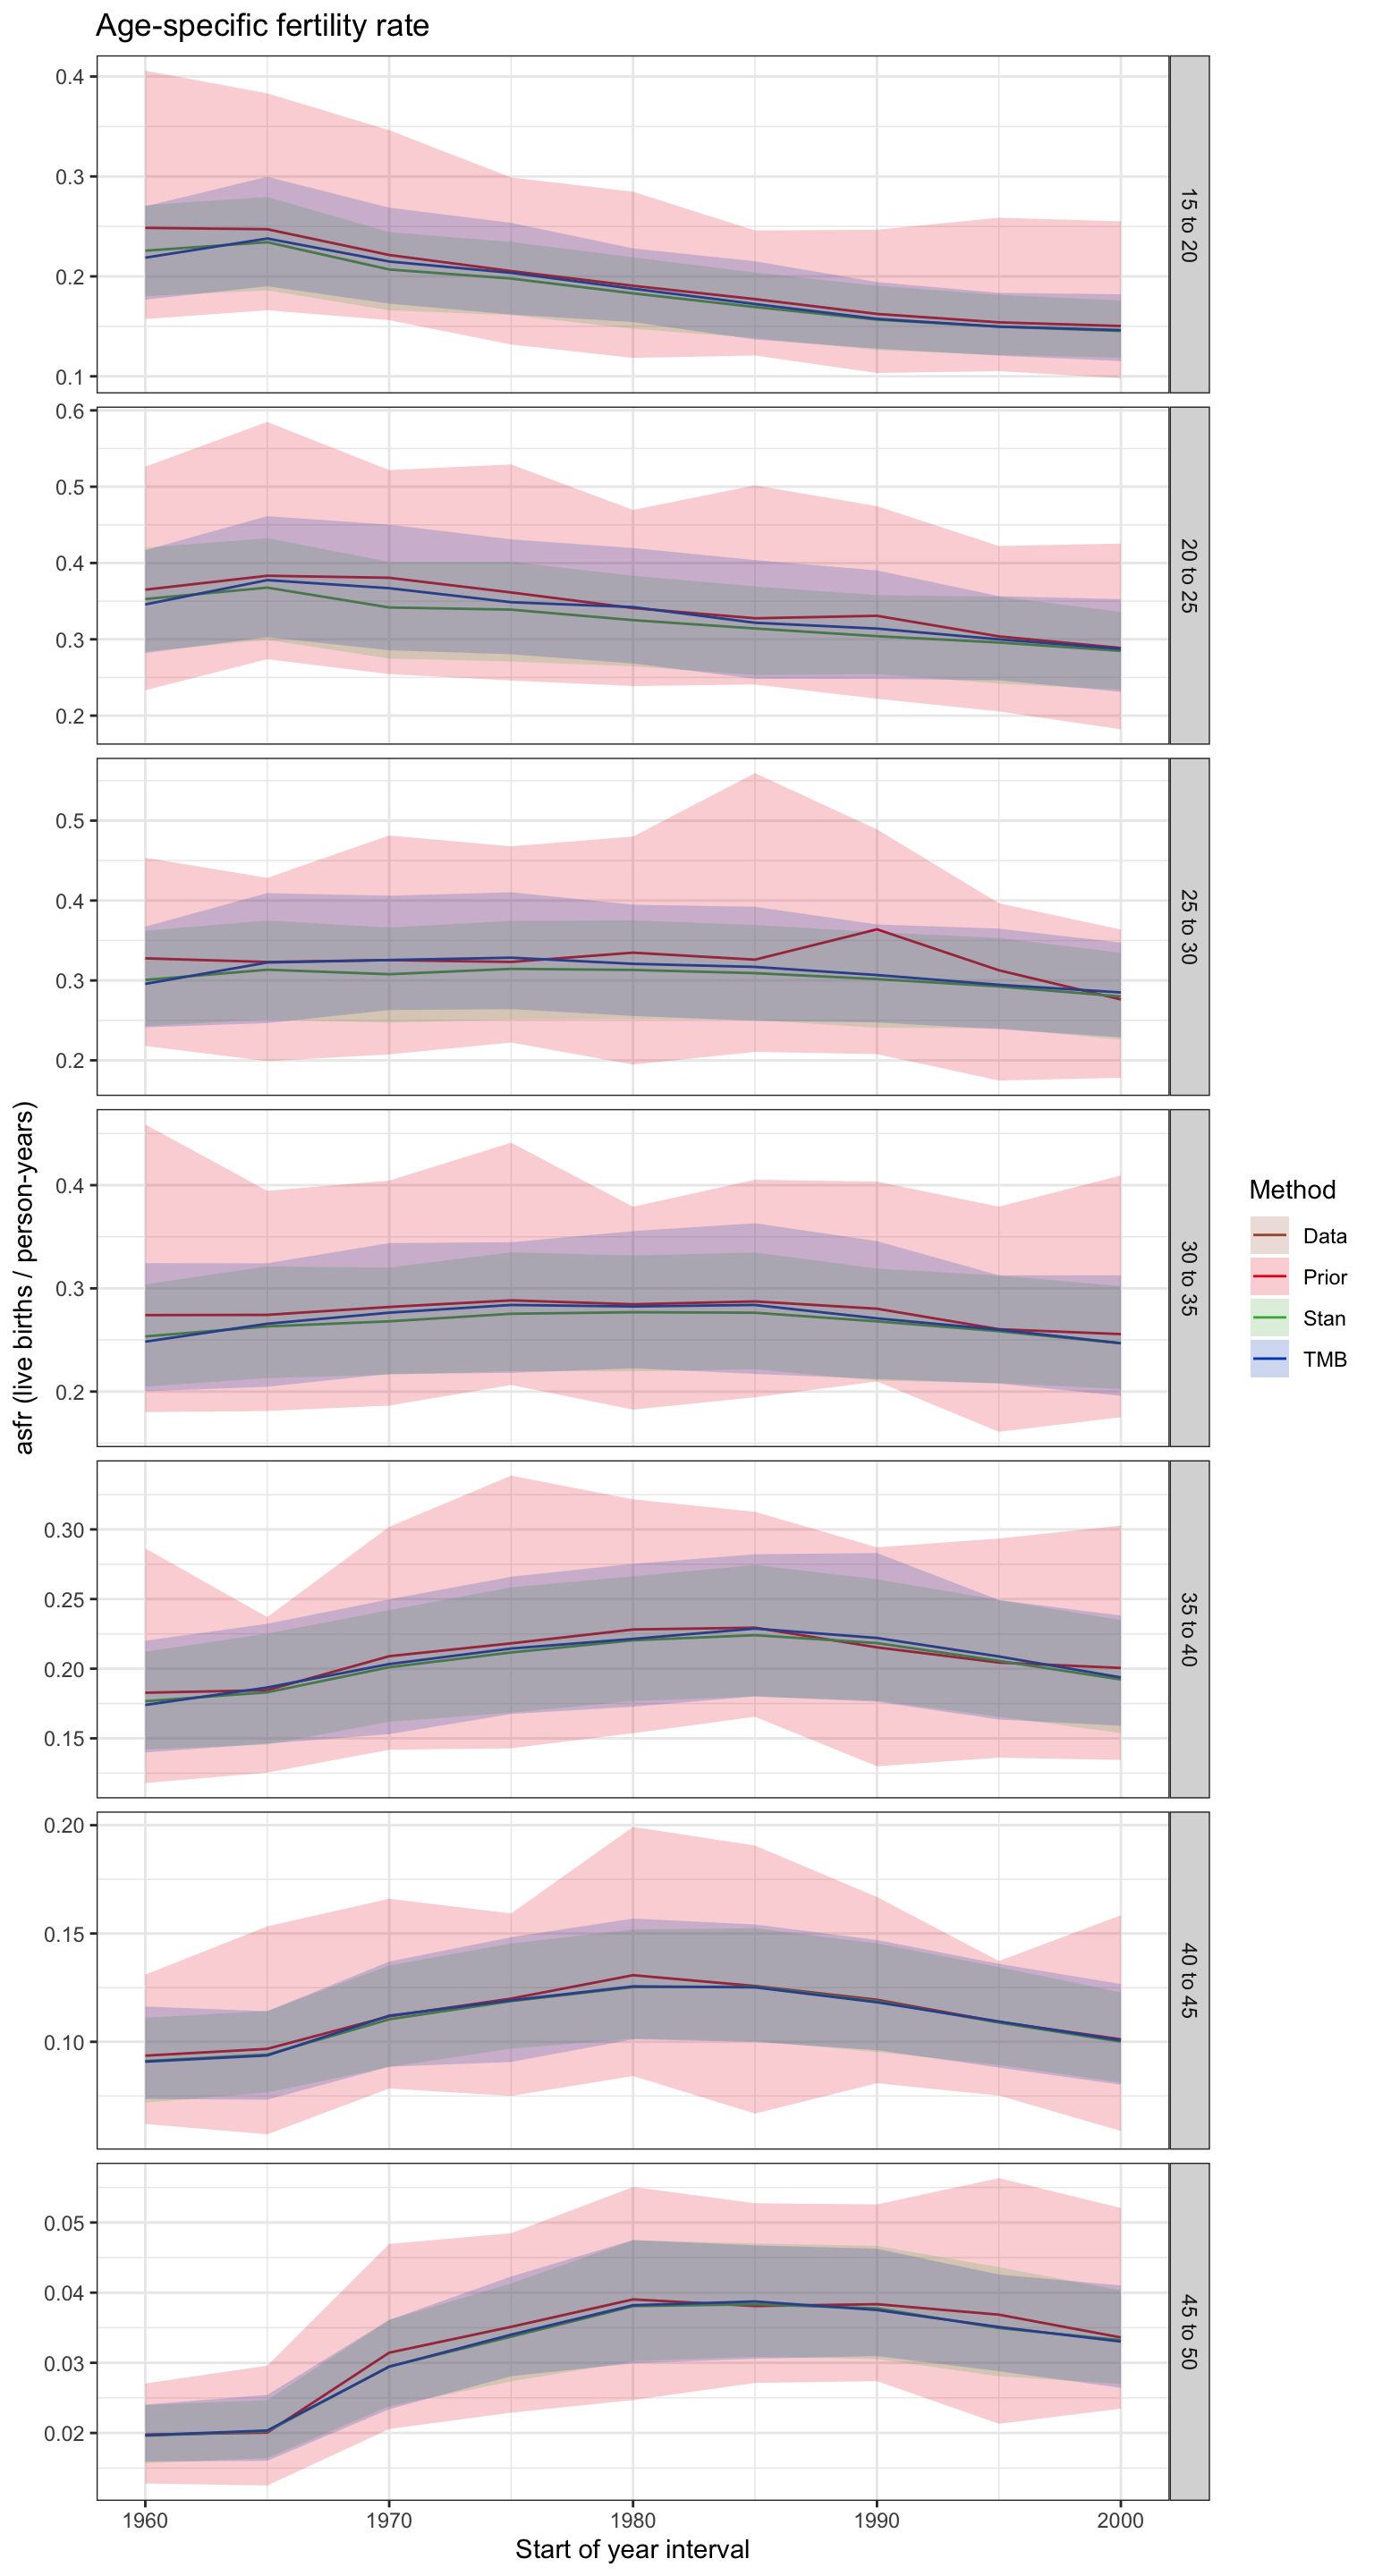 Age-specific fertility rate
0.4
0.3
0.2
0.1
15 to 20
0.6
0.5
0.4
0.3
0.2
20 to 25
0.5
0.4
0.3
0.2
25 to 30
0.4
0.3
0.2
30 to 35
0.30
0.25
0.20
0.15
35 to 40
0.20
0.15
0.10
40 to 45
0.05
0.04
0.03
0.02
45 to 50
1960 1970 1980 1990 2000
Start of year interval
asfr (live births / person-years)
Method
Data
Prior
Stan
TMB